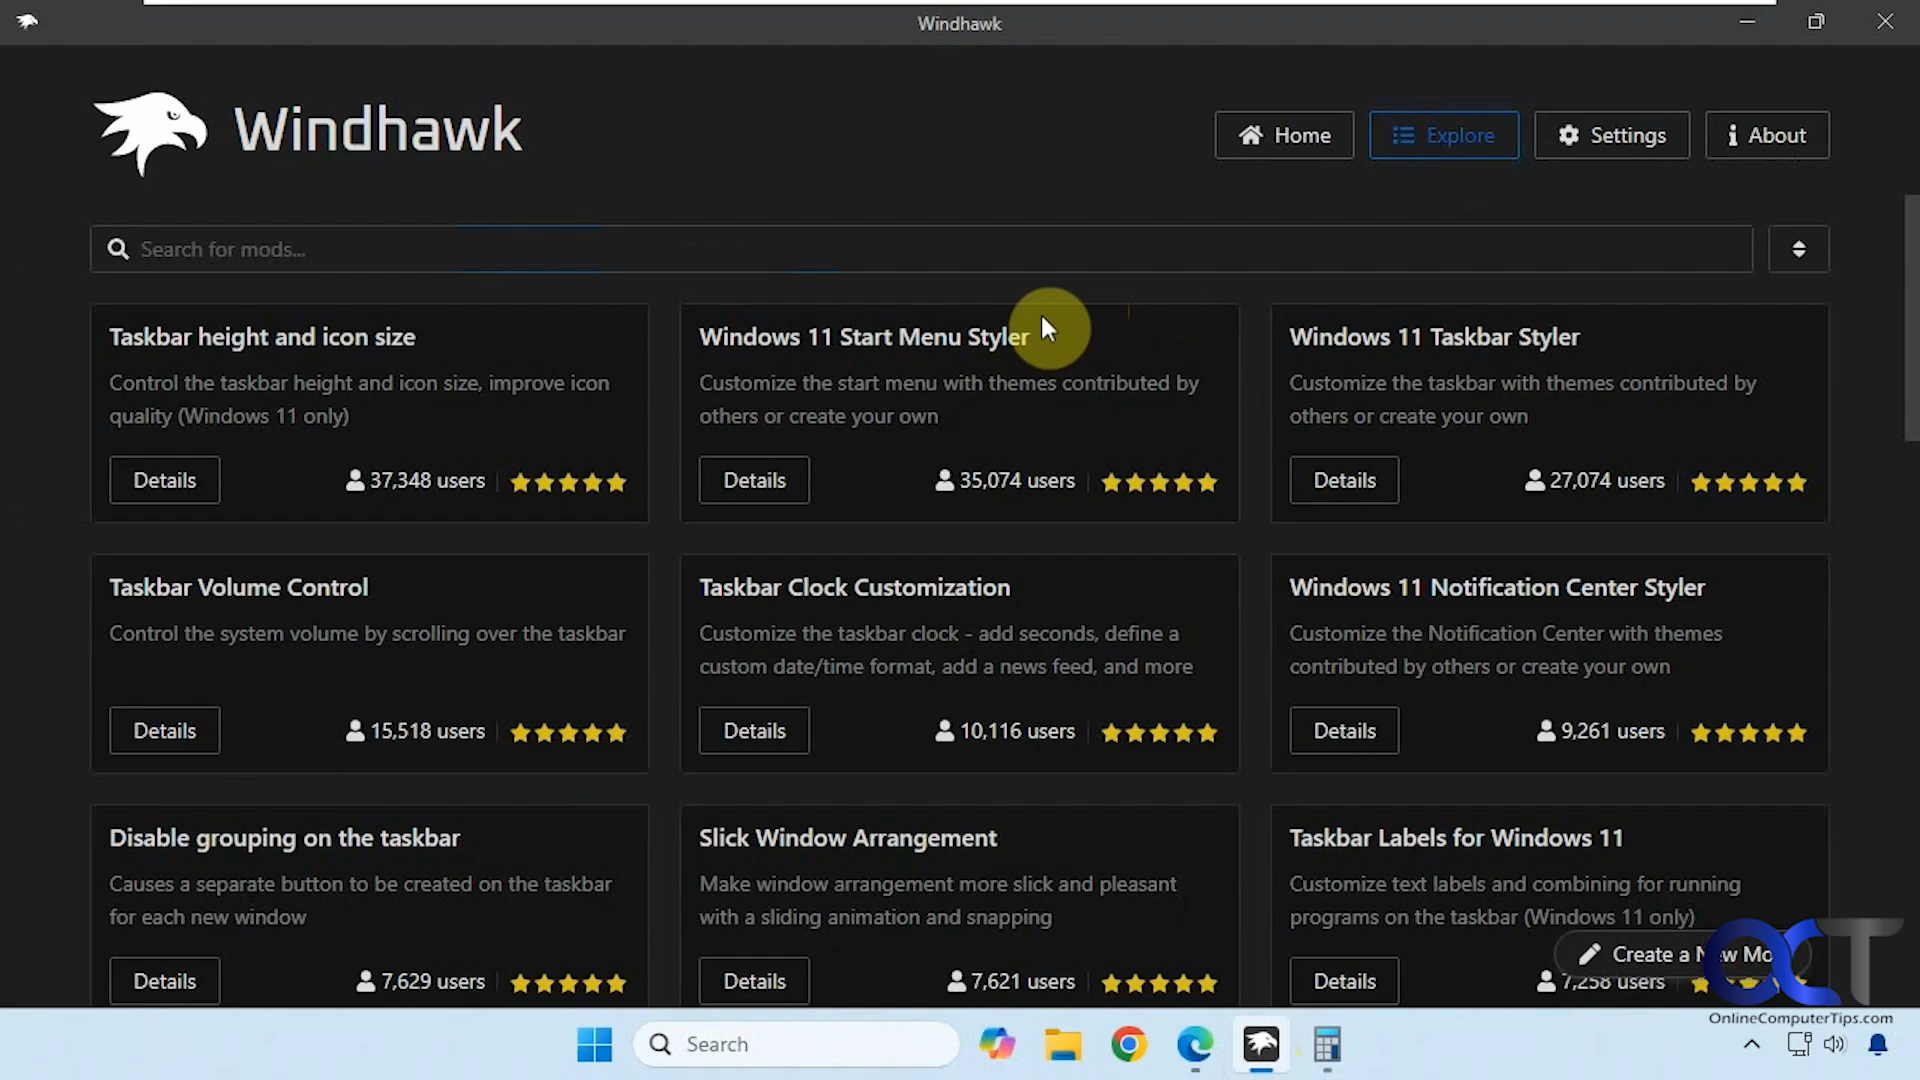 Windhawk
Windhawk
Home
Explore
Settings
About
Search for mods...
Taskbar height and icon size
Control the taskbar height and icon size, improve icon
quality (Windows 11 only)
Details
37,348 users
Windows 11 Start Menu Styler
Customize the start menu with themes contributed by
others or create your own
Details
35,074 users
Windows 11 Taskbar Styler
Customize the taskbar with themes contributed by
others or create your own
Details
27,074 users
Taskbar Volume Control
Control the system volume by scrolling over the taskbar
Details
15,518 users
Taskbar Clock Customization
Customize the taskbar clock - add seconds, define a
custom date/time format, add a news feed, and more
Details
10,116 users
Windows 11 Notification Center Styler
Customize the Notification Center with themes
contributed by others or create your own
Details
9,261 users
Disable grouping on the taskbar
Causes a separate button to be created on the taskbar
for each new window
Details
7,629 users
Slick Window Arrangement
Make window arrangement more slick and pleasant
with a sliding animation and snapping
Details
7,621 users
Taskbar Labels for Windows 11
Customize text labels and combining for running
programs on the taskbar (Windows 11 only)
Details
7,258 users
Create a
OCT
OnlineComputerTips.com
Search